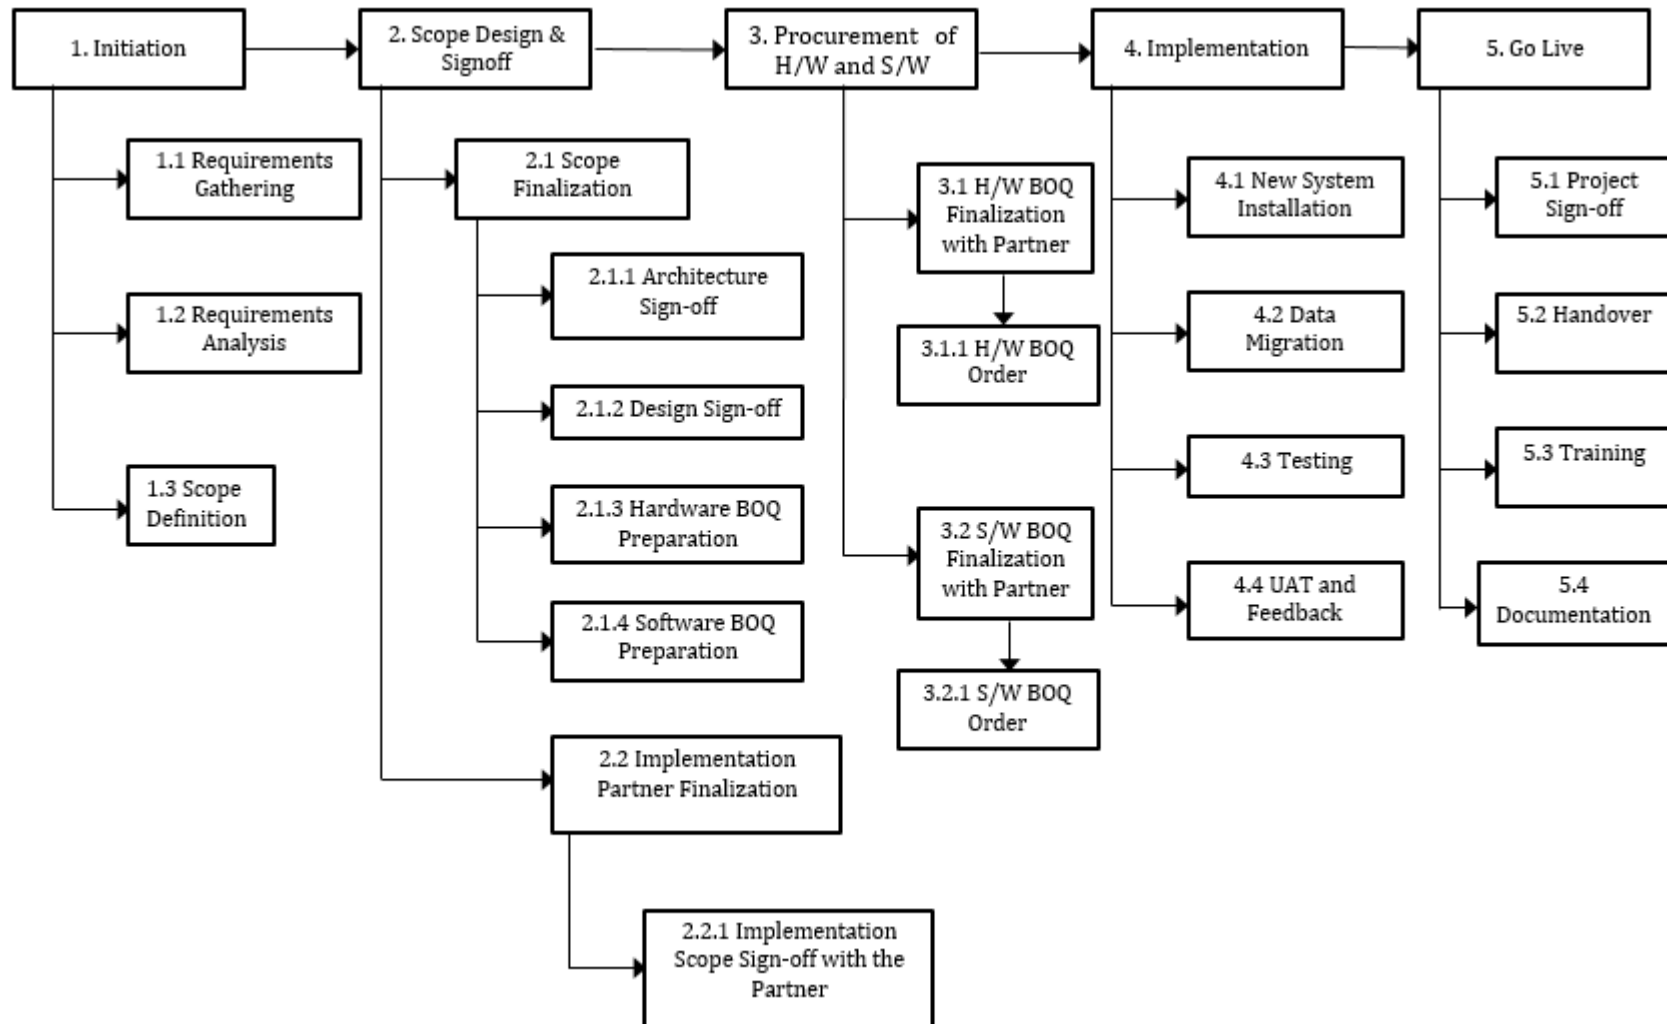 1. Initiation
2. Scope Design &
Signoff
3. Procurement of
H/W and S/W
4. Implementation
5. Go Live
1.1 Requirements
Gathering
1.2 Requirements
Analysis
1.3 Scope
Definition
2.1 Scope
Finalization
2.1.1 Architecture
Sign-off
2.1.2 Design Sign-off
2.1.3 Hardware BOQ
Preparation
2.1.4 Software BOQ
Preparation
2.2 Implementation
Partner Finalization
2.2.1 Implementation
Scope Sign-off with the
Partner
3.1 H/W BOQ
Finalization
with Partner
3.1.1 H/W BOQ
Order
3.2 S/W BOQ
Finalization
with Partner
3.2.1 S/W BOQ
Order
4.1 New System
Installation
4.2 Data
Migration
4.3 Testing
4.4 UAT and
Feedback
5.1 Project
Sign-off
5.2 Handover
5.3 Training
5.4
Documentation